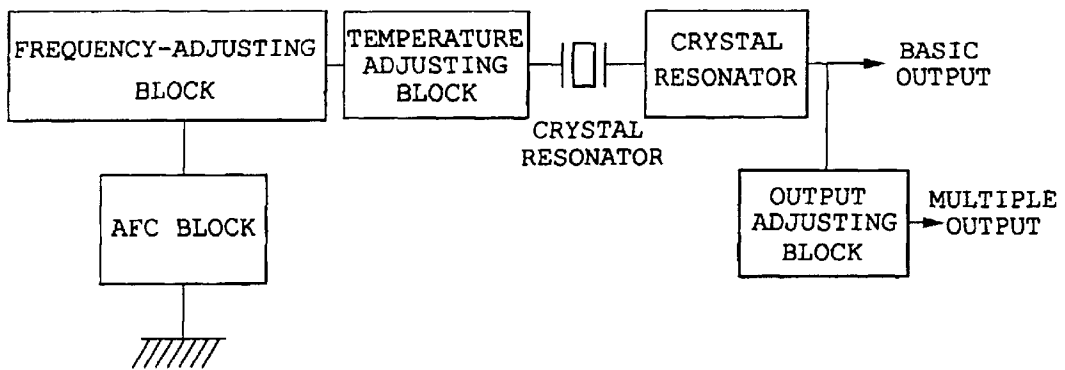 FREQUENCY-ADJUSTING
BLOCK
TEMPERATURE
ADJUSTING
BLOCK
CRYSTAL
RESONATOR
CRYSTAL
RESONATOR
BASIC
OUTPUT
AFC BLOCK
OUTPUT
ADJUSTING
BLOCK
MULTIPLE
OUTPUT